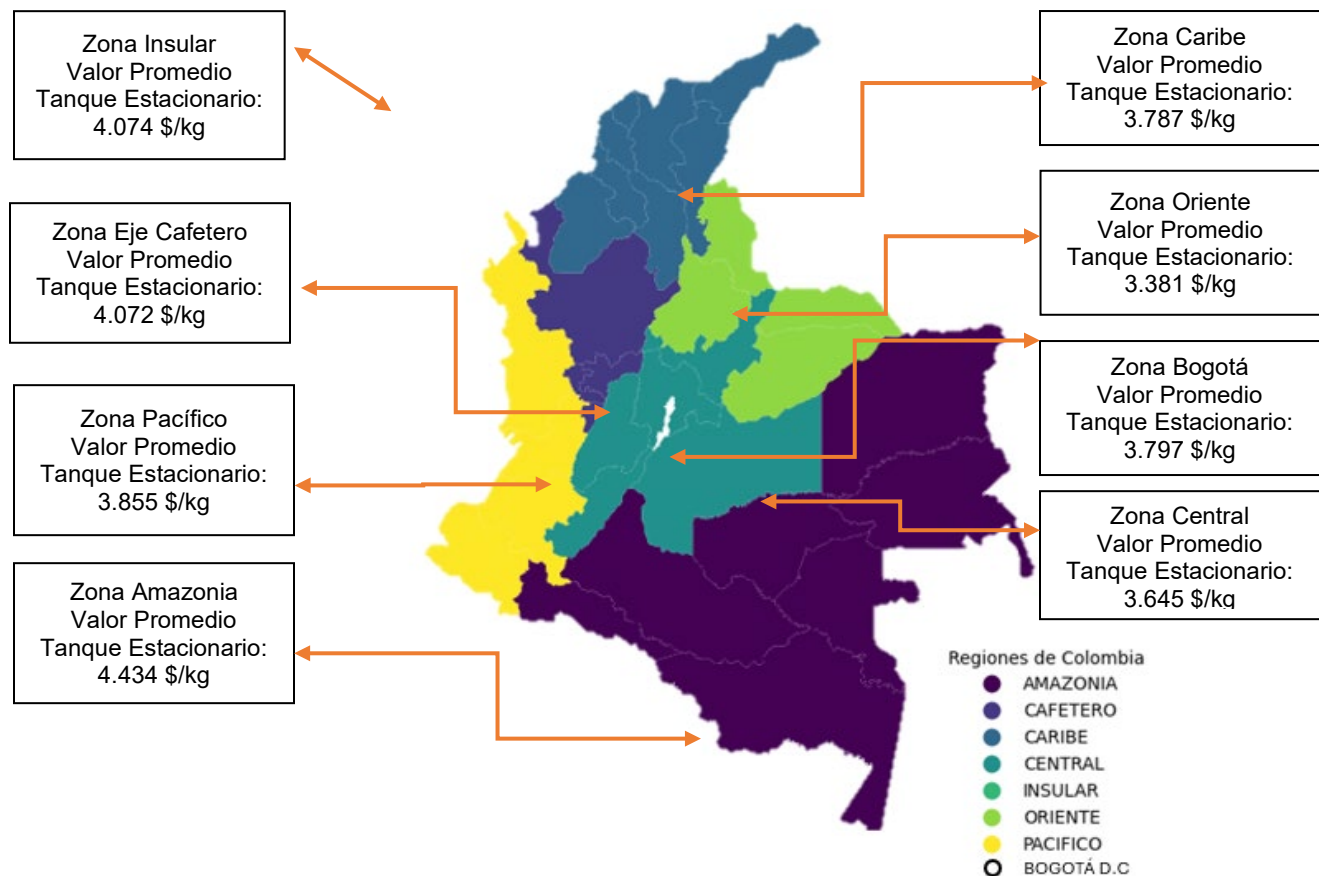 Zona Insular
Valor Promedio
Tanque Estacionario:
4.074 $/kg
Zona Eje Cafetero
Valor Promedio
Tanque Estacionario:
4.072 $/kg
Zona Pacífico
Valor Promedio
Tanque Estacionario:
3.855 $/kg
Zona Amazonia
Valor Promedio
Tanque Estacionario:
4.434 $/kg
Zona Caribe
Valor Promedio
Tanque Estacionario:
3.787 $/kg
Zona Oriente
Valor Promedio
Tanque Estacionario:
3.381 $/kg
Zona Bogotá
Valor Promedio
Tanque Estacionario:
3.797 $/kg
Zona Central
Valor Promedio
Tanque Estacionario:
3.645 $/kg
Regiones de Colombia
AMAZONIA
CAFETERO
CARIBE
CENTRAL
INSULAR
ORIENTE
PACIFICO
BOGOTÁ D.C